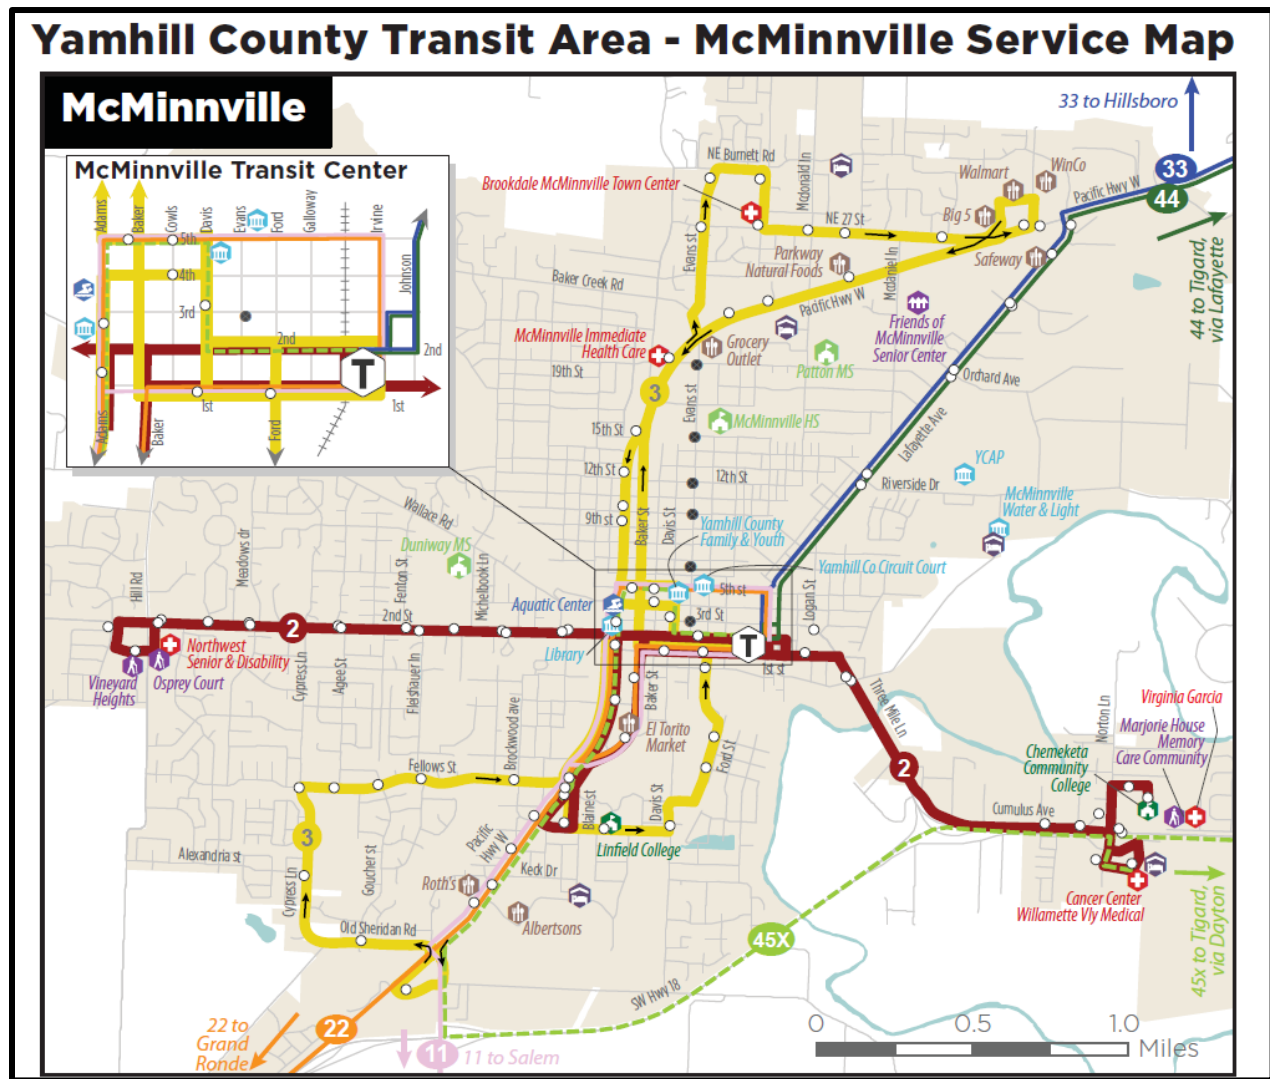 Yamhill County Transit Area - McMinnville Service Map
McMinnville
33 to Hillsboro
33
44
44 to Tigard,
via Lafayette
McMinnville Transit Center
Adams
Baker
Cowls
Davis
Evans
Ford
Galloway
Irvine
5th
4th
3rd
2nd
Johnson
2nd
T
1st
1st
Adams
Baker
Ford
NE Burnett Rd
Brookdale McMinnville Town Center
Mcdonald ln
Walmart
WinCo
Pacific Hwy W
Big 5
NE 27 St
Evans st
Parkway
Natural Foods
Mcdaniel ln
Safeway
Baker Creek Rd
Pacific Hwy W
Friends of
McMinnville
Senior Center
McMinnville Immediate
Health Care
Grocery
Outlet
Patton MS
19th St
Orchard Ave
3
Evans st
McMinnville HS
Lafayette Ave
15th St
12th St
12th St
YCAP
Riverside Dr
McMinnville
Water & Light
9th st
Baker St
Davis St
Yamhill County
Family & Youth
Wallace Rd
Duniway MS
Meadows dr
Hill Rd
Fenton St
Michelbook Ln
Yamhill Co Circuit Court
Aquatic Center
5th st
3rd St
Logan St
2nd St
2
Library
T
1st st
Northwest
Senior & Disability
Vineyard
Heights
Osprey Court
Cypress Ln
Agee St
Fleishauer ln
Baker St
Three Mile Ln
Brockwood ave
El Torito
Market
Ford St
Norton Ln
Virginia Garcia
Marjorie House
Memory
Care Community
Chemeketa
Community
College
2
Fellows St
Blaine st
Davis St
Cumulus Ave
3
Linfield College
Pacific
Hwy W
Alexandria st
Goucher st
Cypress Ln
Keck Dr
Roth's
Albertsons
Old Sheridan Rd
Cancer Center
Willamette Vly Medical
45x to Tigard,
via Dayton
45X
SW Hwy 18
22 to
Grand
Ronde
22
11
11 to Salem
0
0.5
1.0
Miles